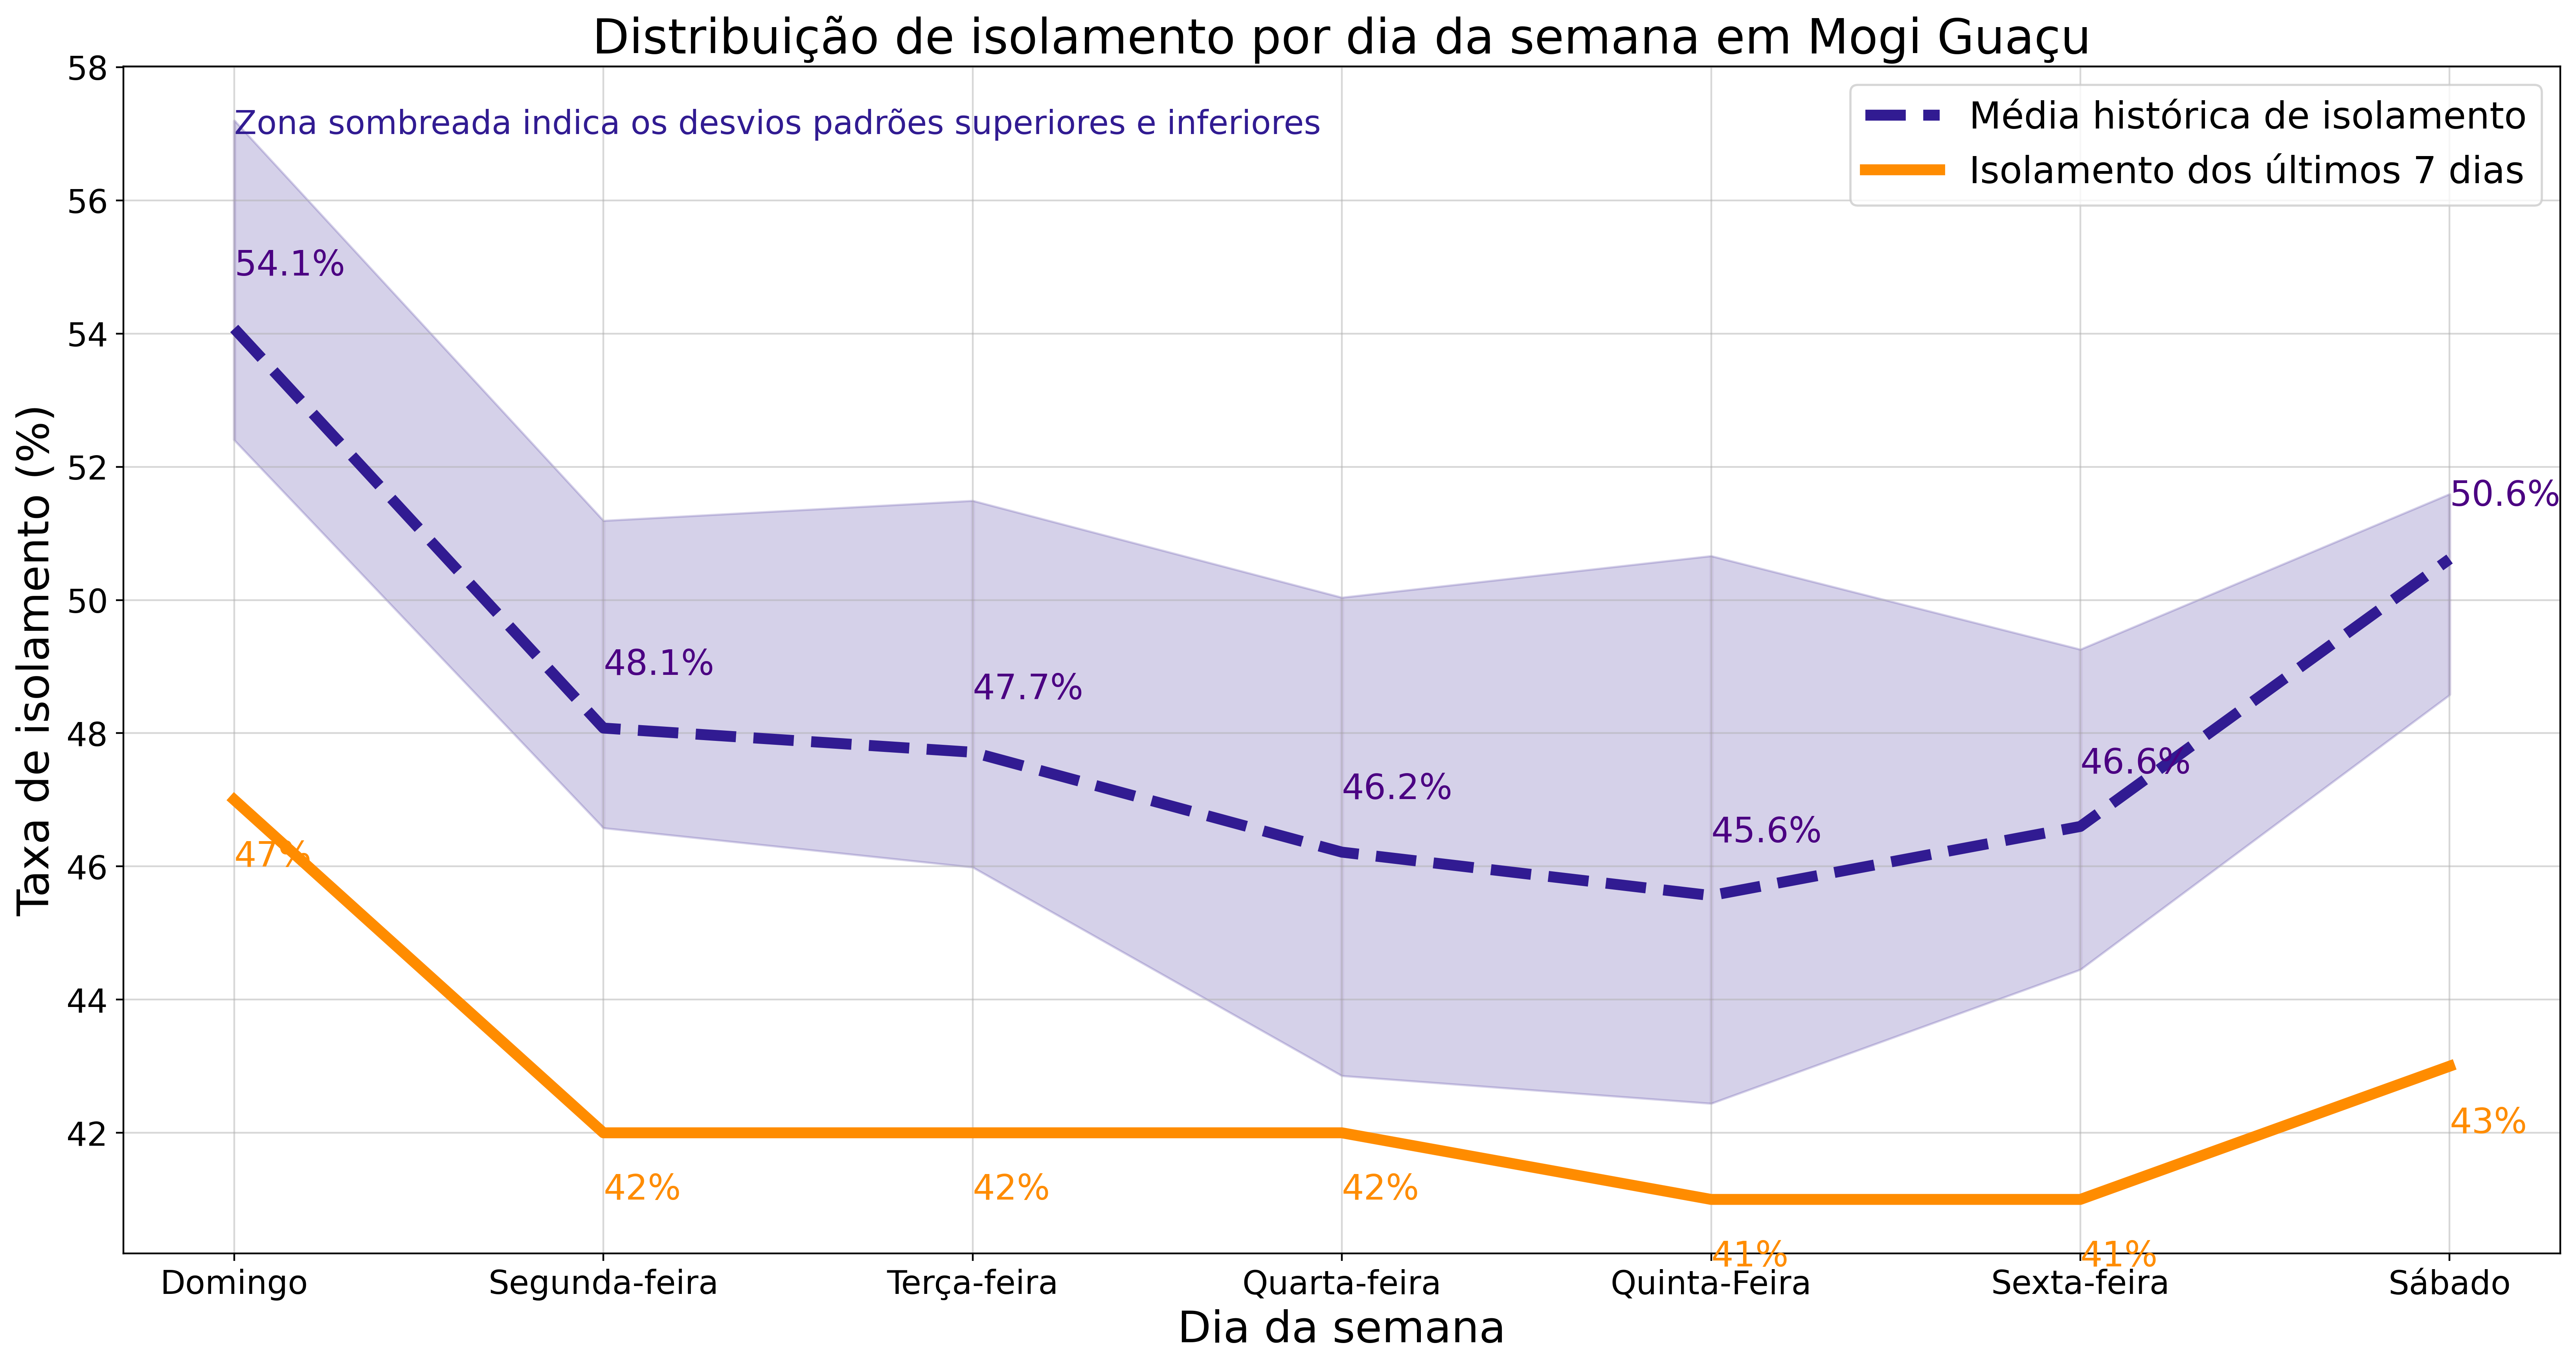 Distribuição de isolamento por dia da semana em Mogi Guaçu
Zona sombreada indica os desvios padrões superiores e inferiores
Média histórica de isolamento
Isolamento dos últimos 7 dias
Taxa de isolamento (%)
58
56
54
52
50
48
46
44
42
54.1%
48.1%
47.7%
46.2%
45.6%
46.6%
50.6%
47%
42%
42%
42%
41%
41%
43%
Domingo
Segunda-feira
Terça-feira
Quarta-feira
Quinta-Feira
Sexta-feira
Sábado
Dia da semana